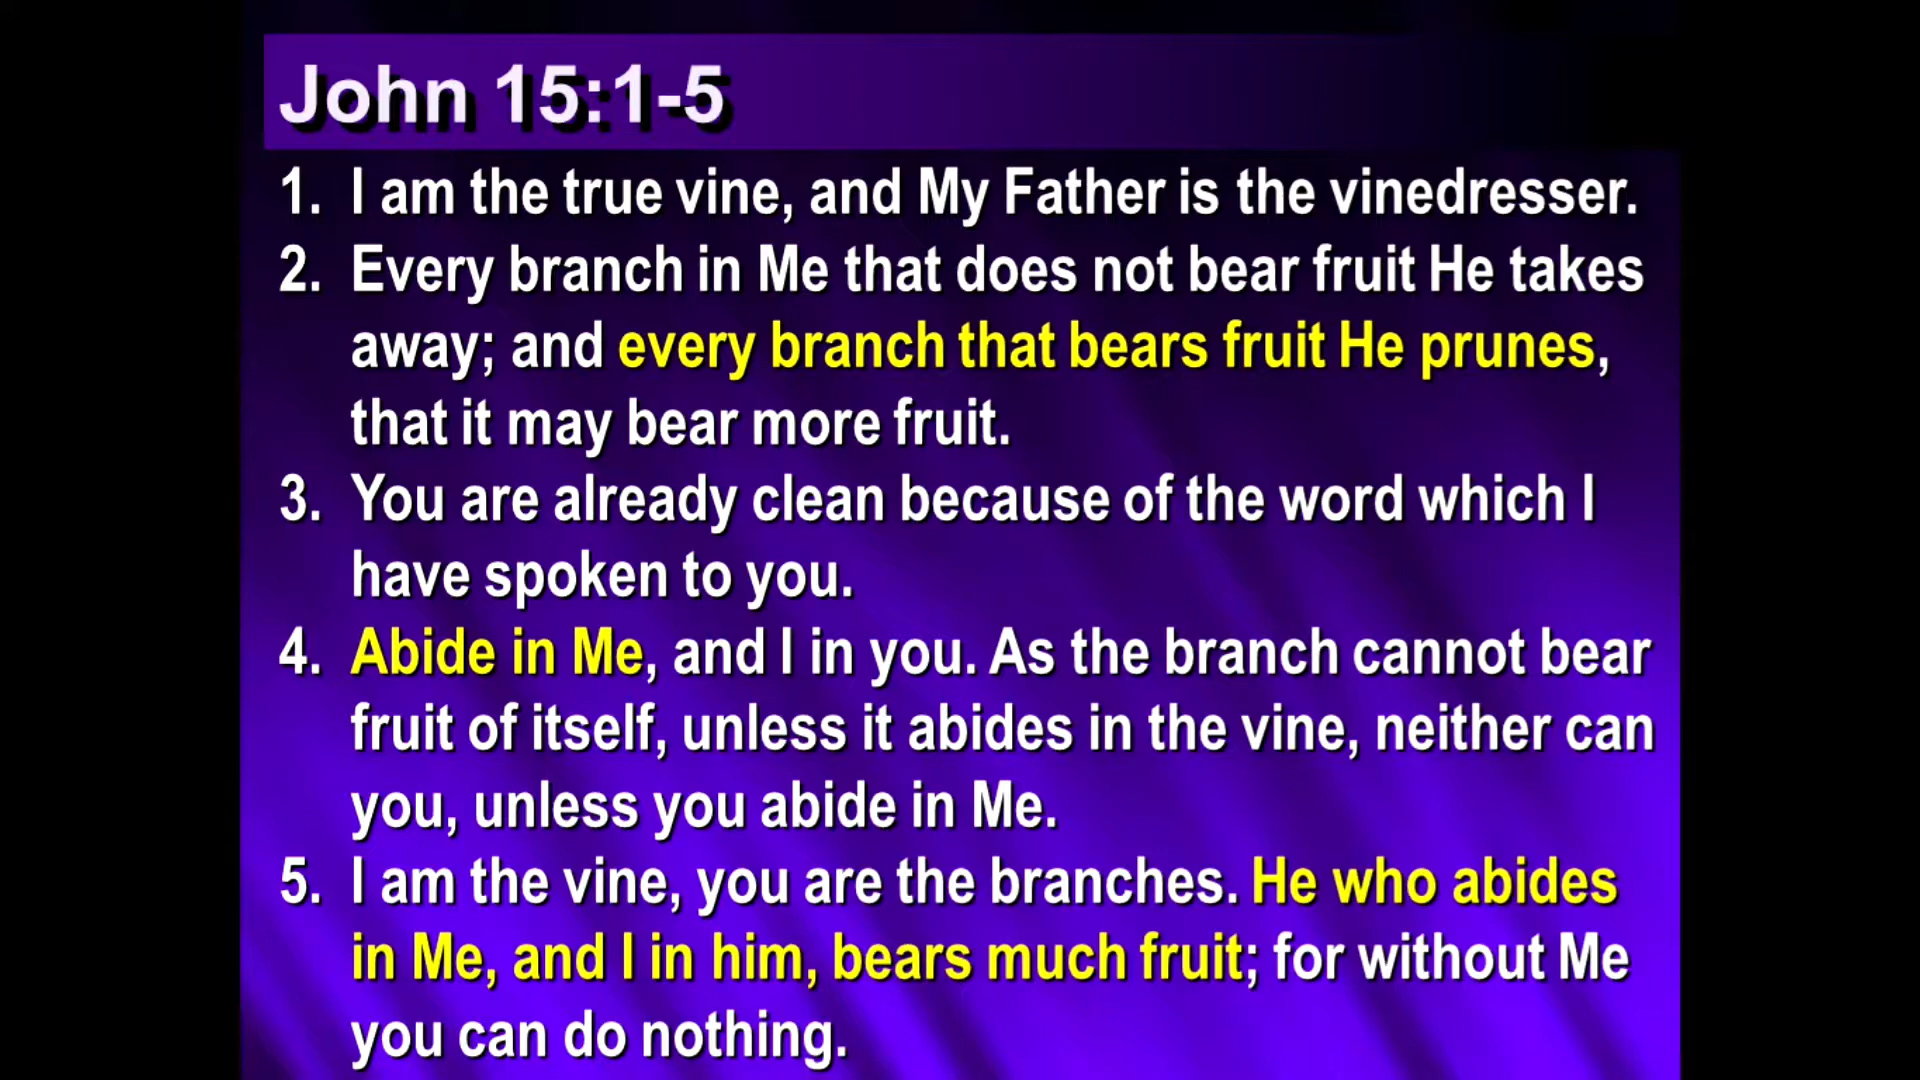 John 15:1-5
1. I am the true vine, and My Father is the vinedresser.
2. Every branch in Me that does not bear fruit He takes
away; and every branch that bears fruit He prunes,
that it may bear more fruit.
3. You are already clean because of the word which I
have spoken to you.
4. Abide in Me, and I in you. As the branch cannot bear
fruit of itself, unless it abides in the vine, neither can
you, unless you abide in Me.
5. I am the vine, you are the branches. He who abides
in Me, and I in him, bears much fruit; for without Me
you can do nothing.